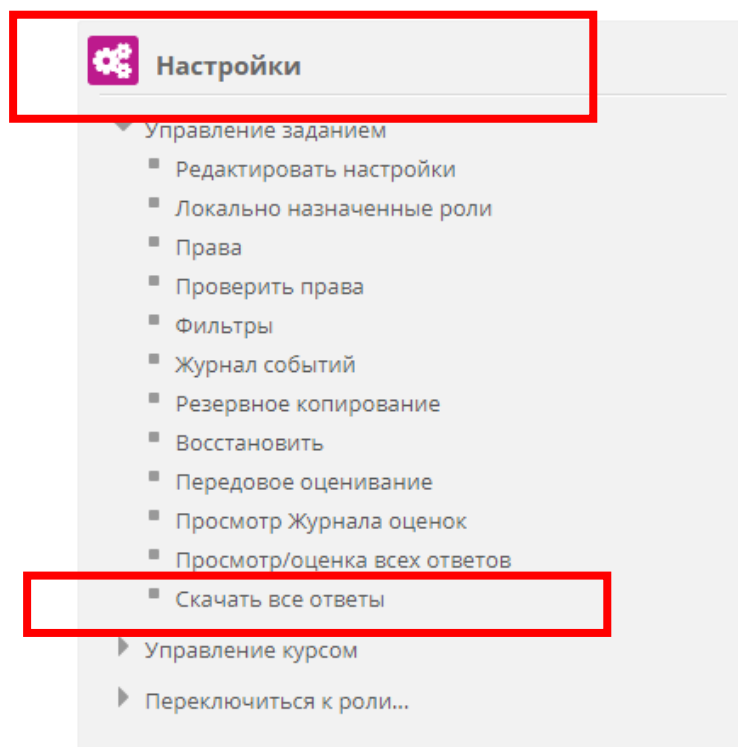 Настройки
Управление заданием
Редактировать настройки
Локально назначенные роли
Права
Проверить права
Фильтры
Журнал событий
Резервное копирование
Восстановить
Передовое оценивание
Просмотр Журнала оценок
Просмотр/оценка всех ответов
Скачать все ответы
Управление курсом
Переключиться к роли...